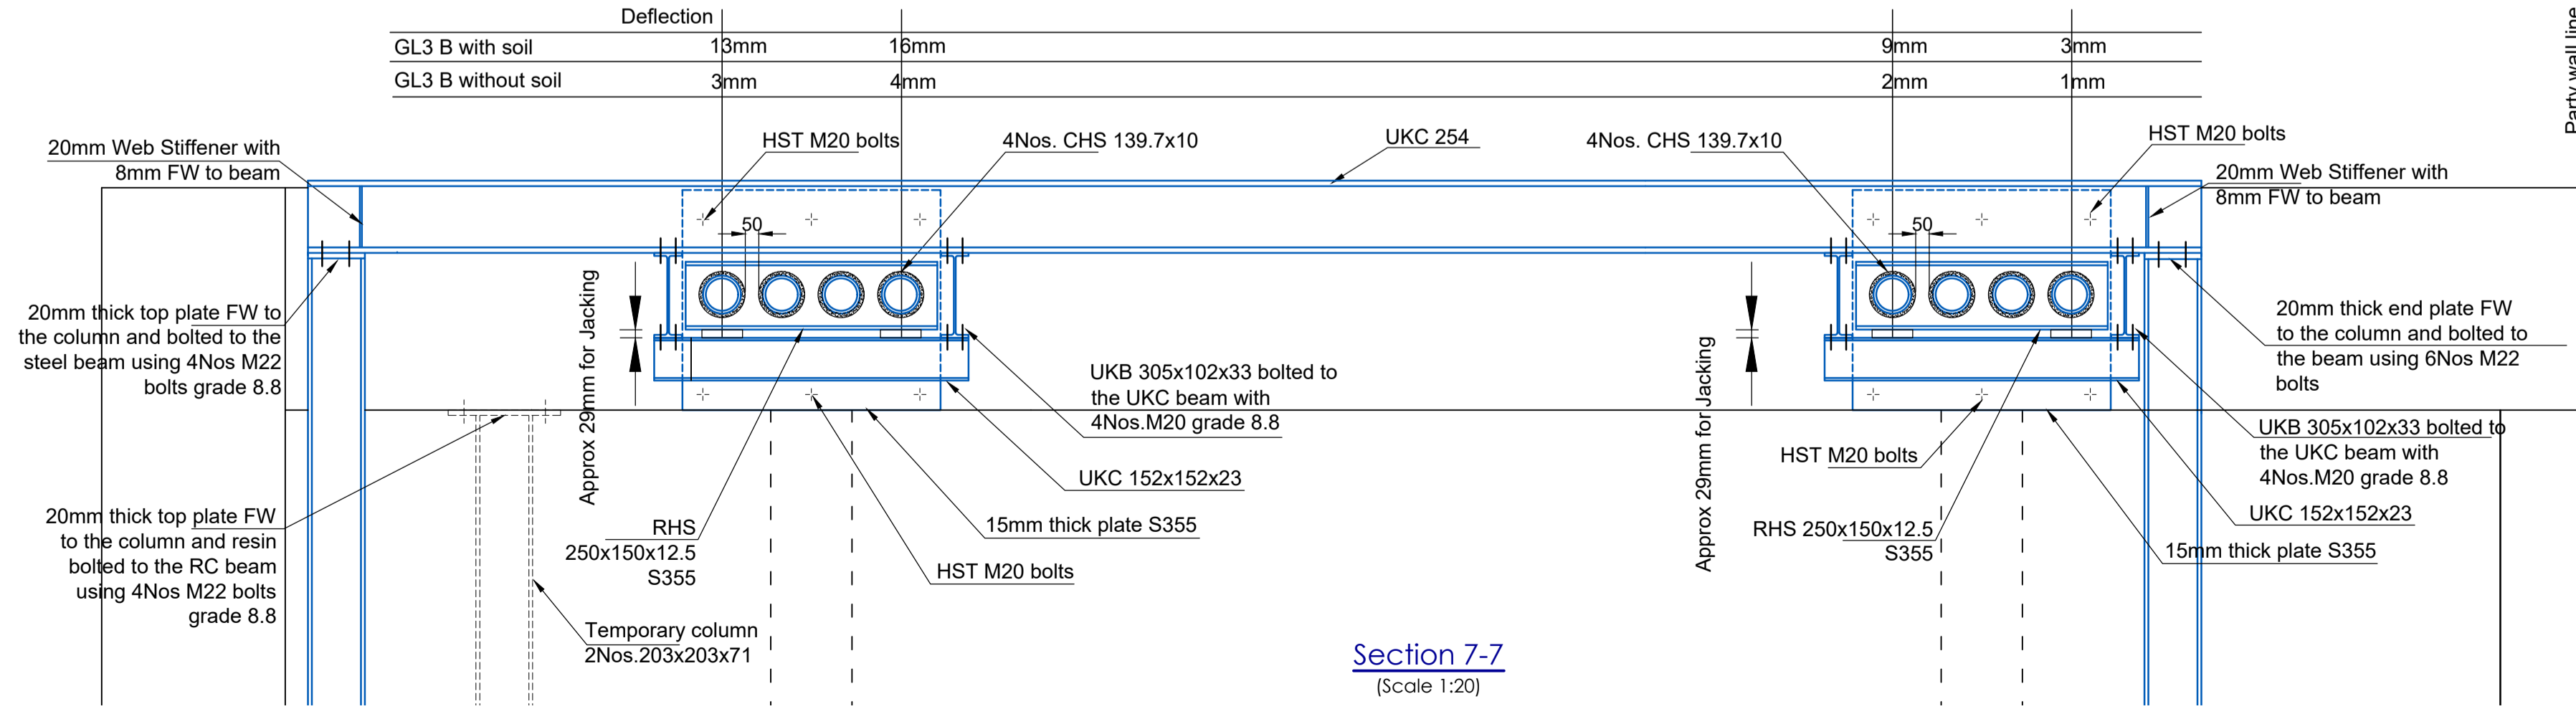 Deflection
GL3 B with soil 13mm 16mm 9mm 3mm
GL3 B without soil 3mm 4mm 2mm 1mm
Party wall line
20mm Web Stiffener with
8mm FW to beam
HST M20 bolts
4Nos. CHS 139.7x10
UKC 254
4Nos. CHS 139.7x10
HST M20 bolts
20mm Web Stiffener with
8mm FW to beam
50
50
20mm thick top plate FW to
the column and bolted to the
steel beam using 4Nos M22
bolts grade 8.8
Approx 29mm for Jacking
UKB 305x102x33 bolted to
the UKC beam with
4Nos.M20 grade 8.8
UKC 152x152x23
15mm thick plate S355
HST M20 bolts
RHS
250x150x12.5
S355
20mm thick top plate FW
to the column and resin
bolted to the RC beam
using 4Nos M22 bolts
grade 8.8
Temporary column
2Nos.203x203x71
Approx 29mm for Jacking
20mm thick end plate FW
to the column and bolted to
the beam using 6Nos M22
bolts
UKB 305x102x33 bolted to
the UKC beam with
4Nos.M20 grade 8.8
HST M20 bolts
UKC 152x152x23
RHS 250x150x12.5
S355
15mm thick plate S355
Section 7-7
(Scale 1:20)